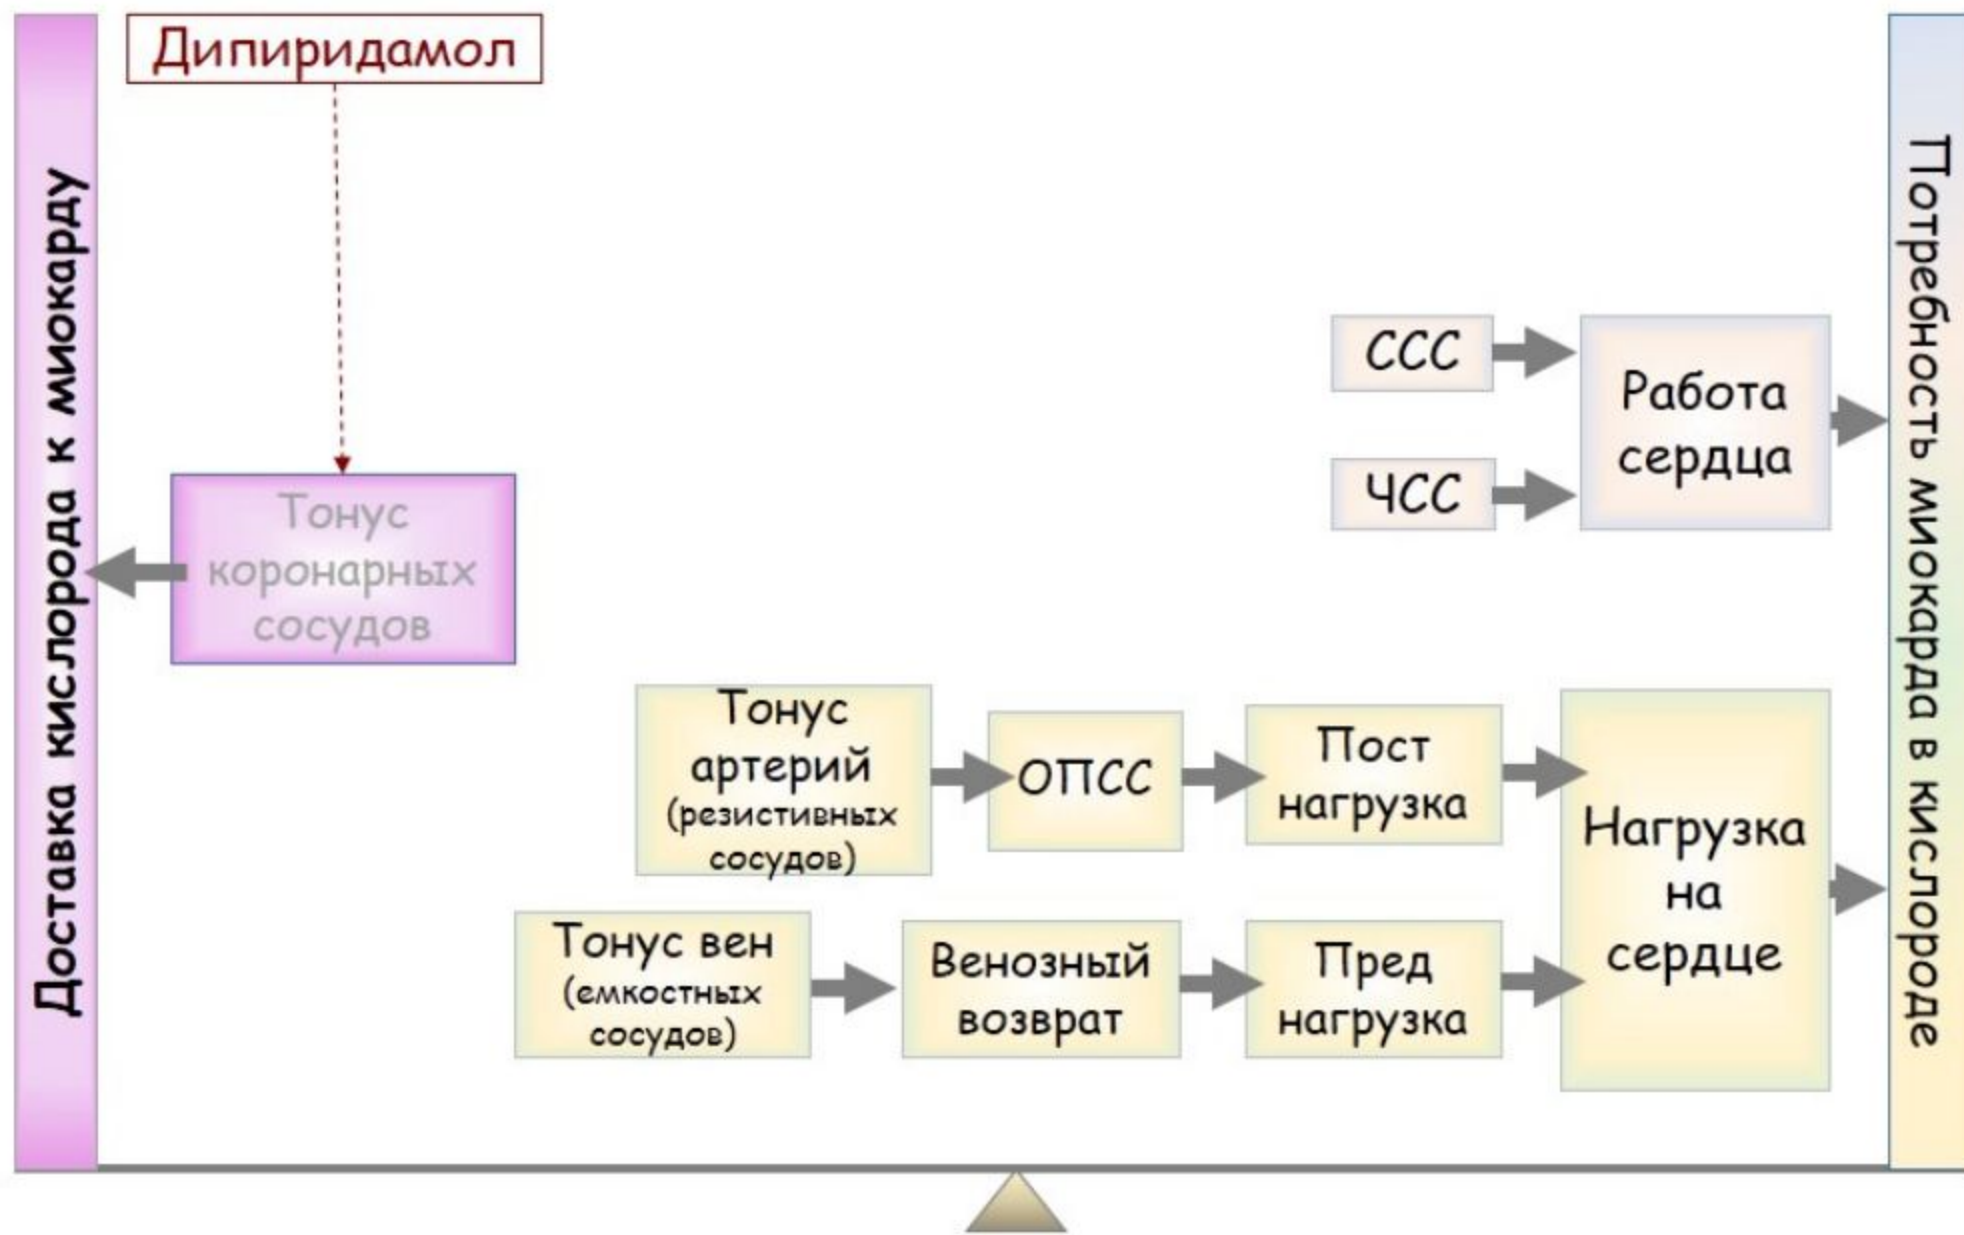 Доставка кислорода к миокарду
Дипиридамол
Тонус
коронарных
сосудов
ССС
ЧСС
Работа
сердца
Тонус
артерий
(резистивных
сосудов)
ОПСС
Пост
нагрузка
Тонус вен
(емкостных
сосудов)
Венозный
возврат
Пред
нагрузка
Нагрузка
на
сердце
Потребность миокарда в кислороде